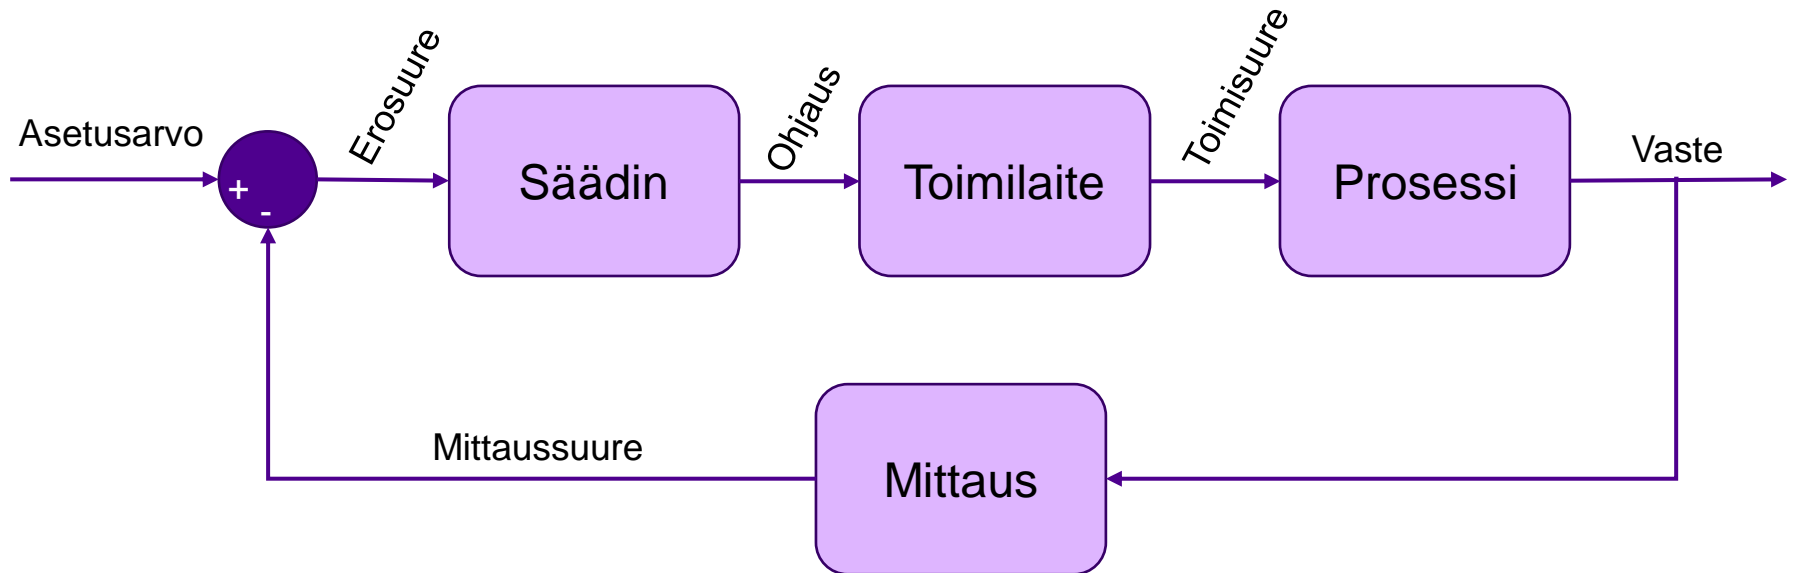 Asetusarvo
+
-
Erosuure
Säädin
Ohjaus
Toimilaite
Toimisuure
Prosessi
Vaste
Mittaussuure
Mittaus